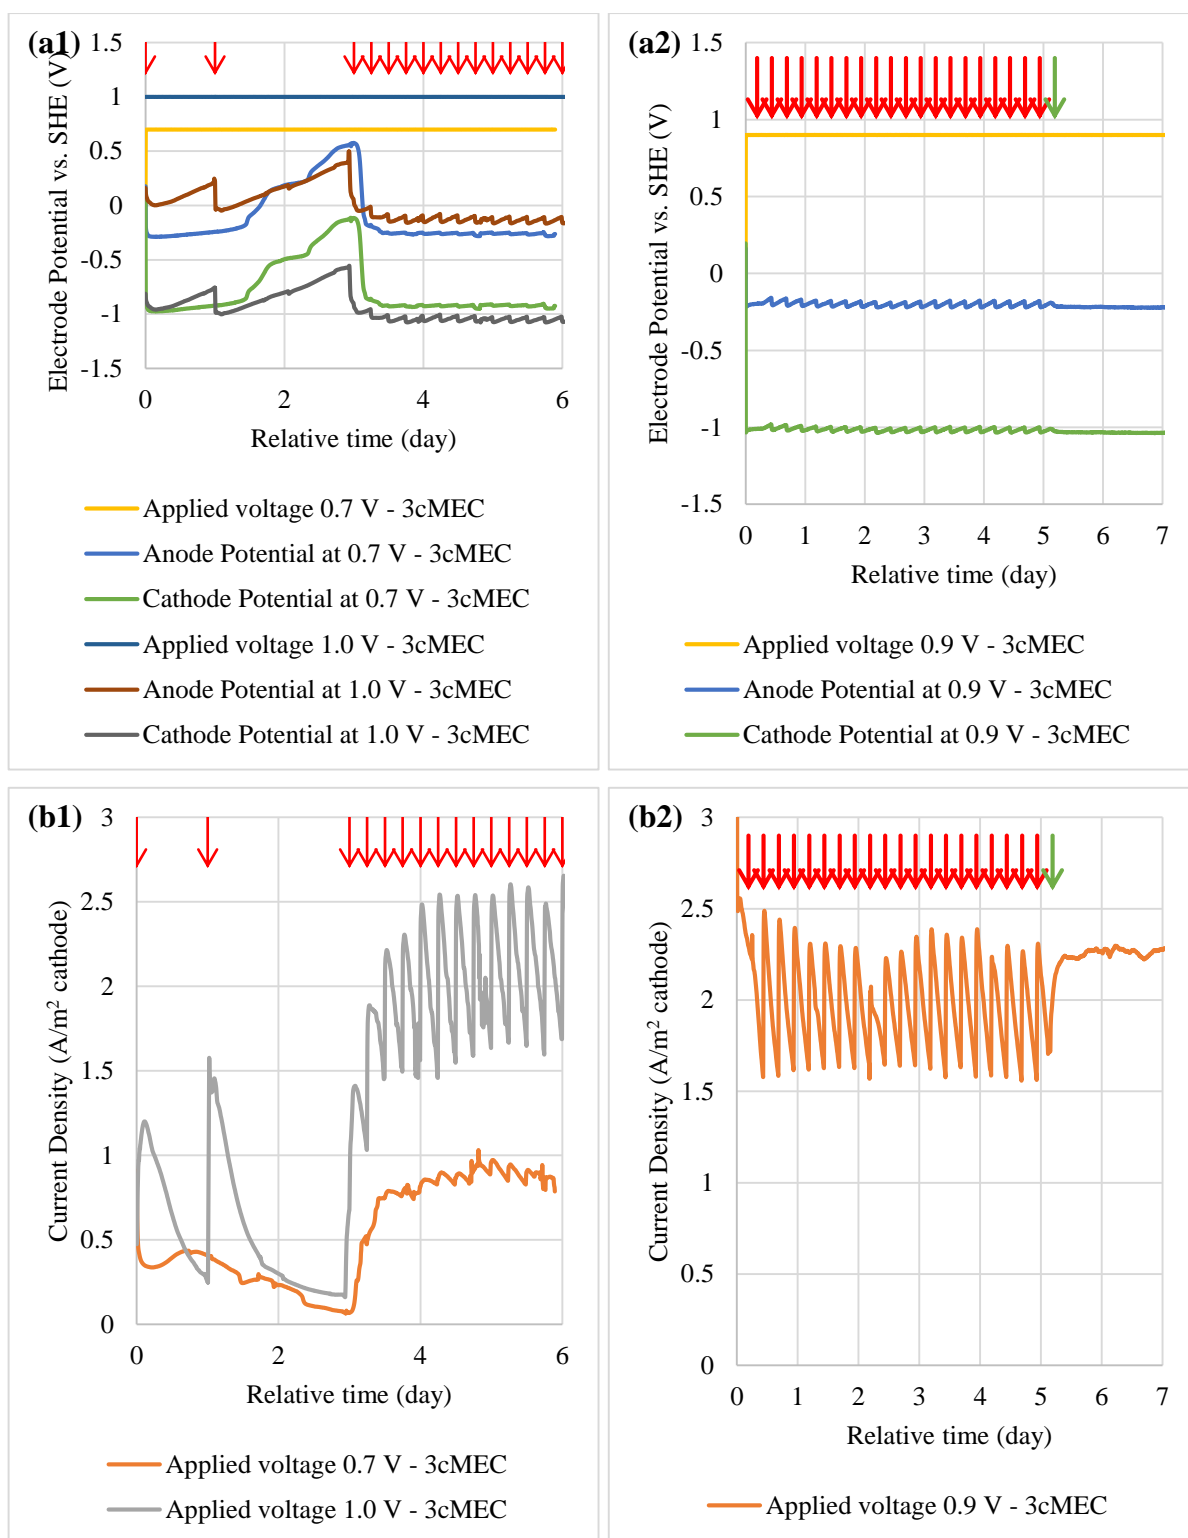 (a1)
Electrode Potential vs. SHE (V)
1.5
1
0.5
0
-0.5
-1
-1.5
0 2 4 6
Relative time (day)
Applied voltage 0.7 V - 3cMEC
Anode Potential at 0.7 V - 3cMEC
Cathode Potential at 0.7 V - 3cMEC
Applied voltage 1.0 V - 3cMEC
Anode Potential at 1.0 V - 3cMEC
Cathode Potential at 1.0 V - 3cMEC
(a2)
Electrode Potential vs. SHE (V)
1.5
1
0.5
0
-0.5
-1
-1.5
0 1 2 3 4 5 6 7
Relative time (day)
Applied voltage 0.9 V - 3cMEC
Anode Potential at 0.9 V - 3cMEC
Cathode Potential at 0.9 V - 3cMEC
(b1)
Current Density (A/m² cathode)
3
2.5
2
1.5
1
0.5
0
0 2 4 6
Relative time (day)
Applied voltage 0.7 V - 3cMEC
Applied voltage 1.0 V - 3cMEC
(b2)
Current Density (A/m² cathode)
3
2.5
2
1.5
1
0.5
0
0 1 2 3 4 5 6 7
Relative time (day)
Applied voltage 0.9 V - 3cMEC